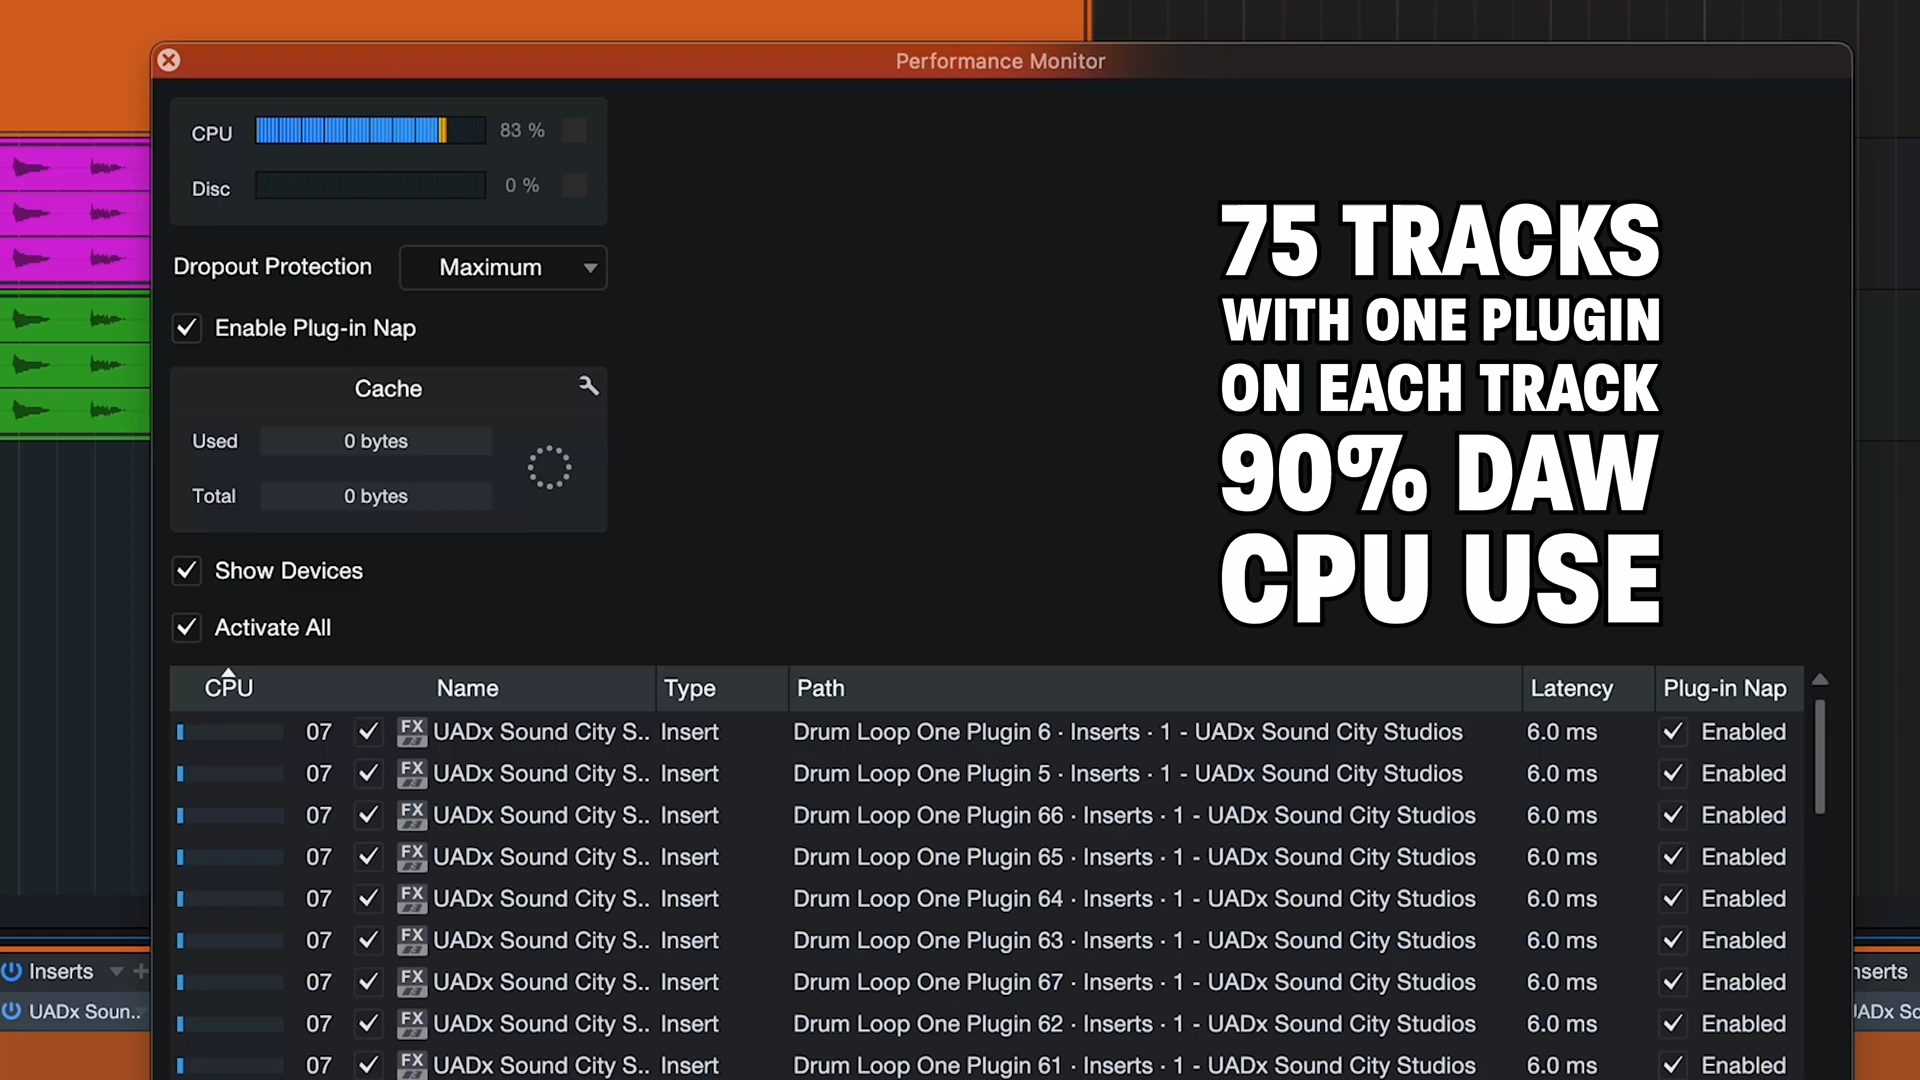 Performance Monitor
CPU 83 %
Disc 0 %
Dropout Protection Maximum
Enable Plug-in Nap
Cache
Used 0 bytes
Total 0 bytes
Show Devices
Activate All
75 TRACKS
WITH ONE PLUGIN
ON EACH TRACK
90% DAW
CPU USE
CPU Name Type Path Latency Plug-in Nap
07 FX UADx Sound City S.. Insert Drum Loop One Plugin 6 · Inserts · 1 - UADx Sound City Studios 6.0 ms Enabled
07 FX UADx Sound City S.. Insert Drum Loop One Plugin 5 · Inserts · 1 - UADx Sound City Studios 6.0 ms Enabled
07 FX UADx Sound City S.. Insert Drum Loop One Plugin 66 · Inserts · 1 - UADx Sound City Studios 6.0 ms Enabled
07 FX UADx Sound City S.. Insert Drum Loop One Plugin 65 · Inserts · 1 - UADx Sound City Studios 6.0 ms Enabled
07 FX UADx Sound City S.. Insert Drum Loop One Plugin 64 · Inserts · 1 - UADx Sound City Studios 6.0 ms Enabled
07 FX UADx Sound City S.. Insert Drum Loop One Plugin 63 · Inserts · 1 - UADx Sound City Studios 6.0 ms Enabled
07 FX UADx Sound City S.. Insert Drum Loop One Plugin 67 · Inserts · 1 - UADx Sound City Studios 6.0 ms Enabled
07 FX UADx Sound City S.. Insert Drum Loop One Plugin 62 · Inserts · 1 - UADx Sound City Studios 6.0 ms Enabled
07 FX UADx Sound City S.. Insert Drum Loop One Plugin 61 · Inserts · 1 - UADx Sound City Studios 6.0 ms Enabled
Inserts
UADx Soun..
nserts